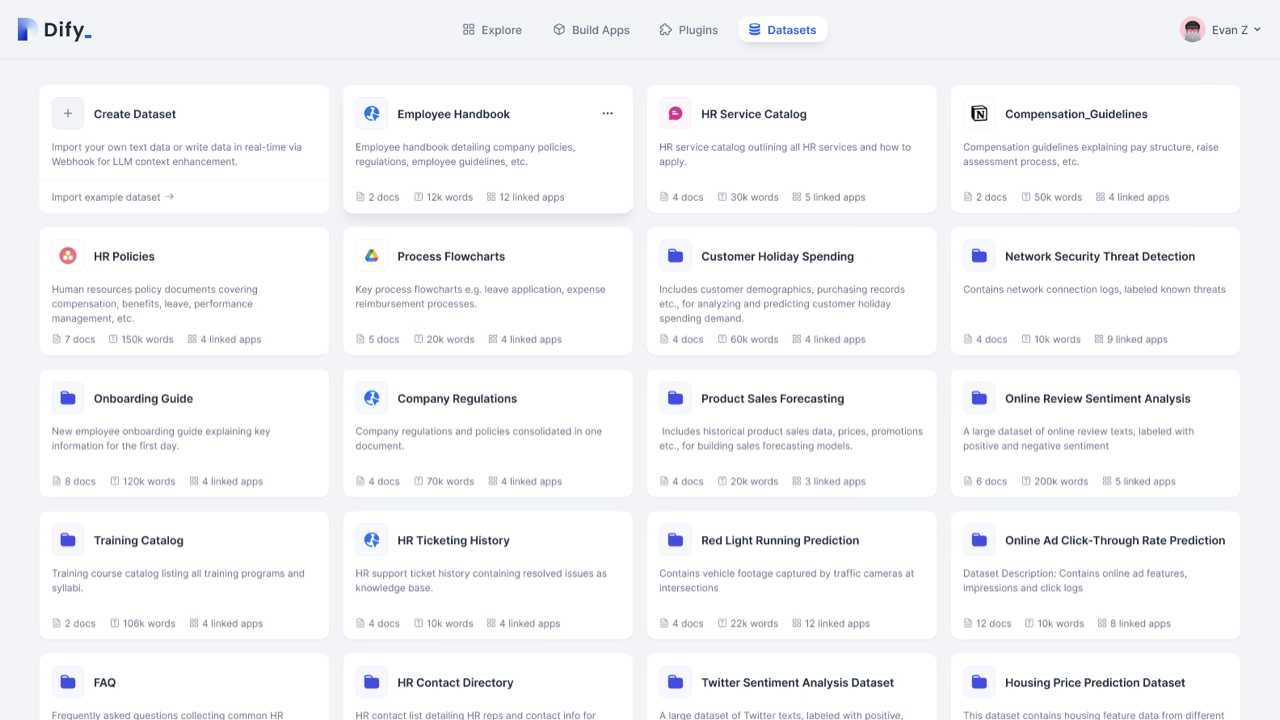 Dify_
Explore
Build Apps
Plugins
Datasets
Evan Z
Create Dataset
Import your own text data or write data in real-time via
Webhook for LLM context enhancement.
Import example dataset →
Employee Handbook
Employee handbook detailing company policies,
regulations, employee guidelines, etc.
2 docs 12k words 12 linked apps
HR Service Catalog
HR service catalog outlining all HR services and how to
apply.
4 docs 30k words 5 linked apps
Compensation_Guidelines
Compensation guidelines explaining pay structure, raise
assessment process, etc.
2 docs 50k words 4 linked apps
HR Policies
Human resources policy documents covering
compensation, benefits, leave, performance
management, etc.
7 docs 150k words 4 linked apps
Process Flowcharts
Key process flowcharts e.g. leave application, expense
reimbursement processes.
5 docs 20k words 4 linked apps
Customer Holiday Spending
Includes customer demographics, purchasing records
etc., for analyzing and predicting customer holiday
spending demand.
4 docs 60k words 4 linked apps
Network Security Threat Detection
Contains network connection logs, labeled known threats
4 docs 10k words 9 linked apps
Onboarding Guide
New employee onboarding guide explaining key
information for the first day.
8 docs 120k words 4 linked apps
Company Regulations
Company regulations and policies consolidated in one
document.
4 docs 70k words 4 linked apps
Product Sales Forecasting
Includes historical product sales data, prices, promotions
etc., for building sales forecasting models.
4 docs 20k words 3 linked apps
Online Review Sentiment Analysis
A large dataset of online review texts, labeled with
positive and negative sentiment
6 docs 200k words 5 linked apps
Training Catalog
Training course catalog listing all training programs and
syllabi.
2 docs 106k words 4 linked apps
HR Ticketing History
HR support ticket history containing resolved issues as
knowledge base.
4 docs 10k words 4 linked apps
Red Light Running Prediction
Contains vehicle footage captured by traffic cameras at
intersections
4 docs 22k words 12 linked apps
Online Ad Click-Through Rate Prediction
Dataset Description: Contains online ad features,
impressions and click logs
12 docs 10k words 8 linked apps
FAQ
Frequently asked questions collecting common HR
HR Contact Directory
HR contact list detailing HR reps and contact info for
Twitter Sentiment Analysis Dataset
A large dataset of Twitter texts, labeled with positive,
Housing Price Prediction Dataset
This dataset contains housing feature data from different